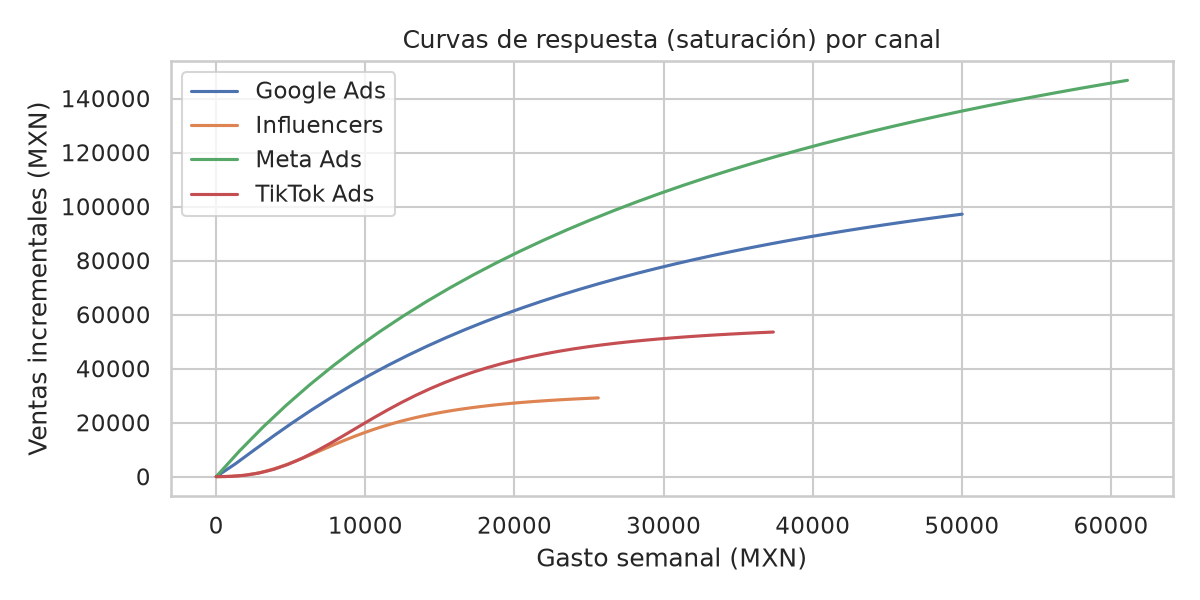 Curvas de respuesta (saturación) por canal
Google Ads
Influencers
Meta Ads
TikTok Ads
Ventas incrementales (MXN)
140000
120000
100000
80000
60000
40000
20000
0
0 10000 20000 30000 40000 50000 60000
Gasto semanal (MXN)